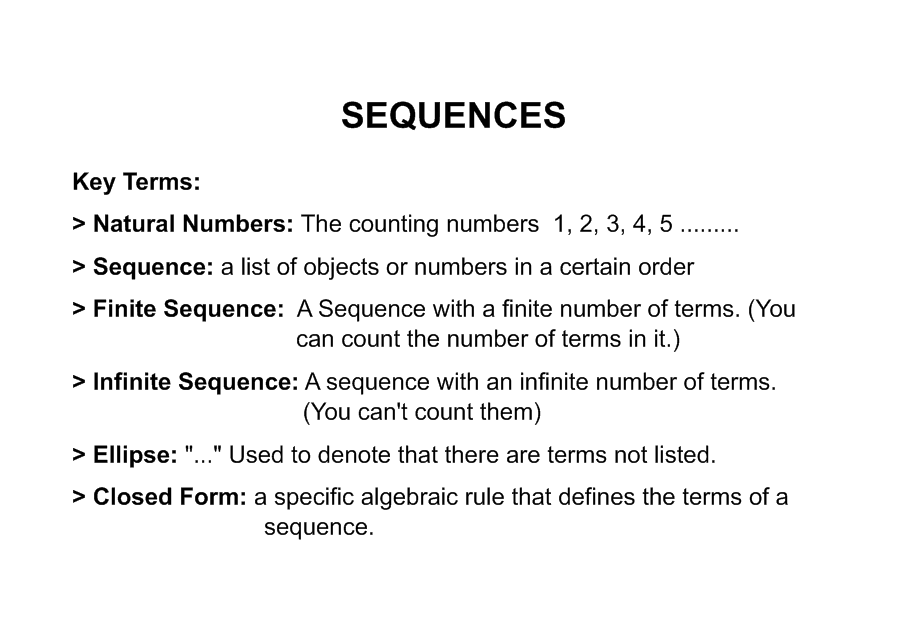 SEQUENCES
Key Terms:
> Natural Numbers: The counting numbers 1, 2, 3, 4, 5 .........
> Sequence: a list of objects or numbers in a certain order
> Finite Sequence: A Sequence with a finite number of terms. (You
can count the number of terms in it.)
> Infinite Sequence: A sequence with an infinite number of terms.
(You can't count them)
> Ellipse: "..." Used to denote that there are terms not listed.
> Closed Form: a specific algebraic rule that defines the terms of a
sequence.